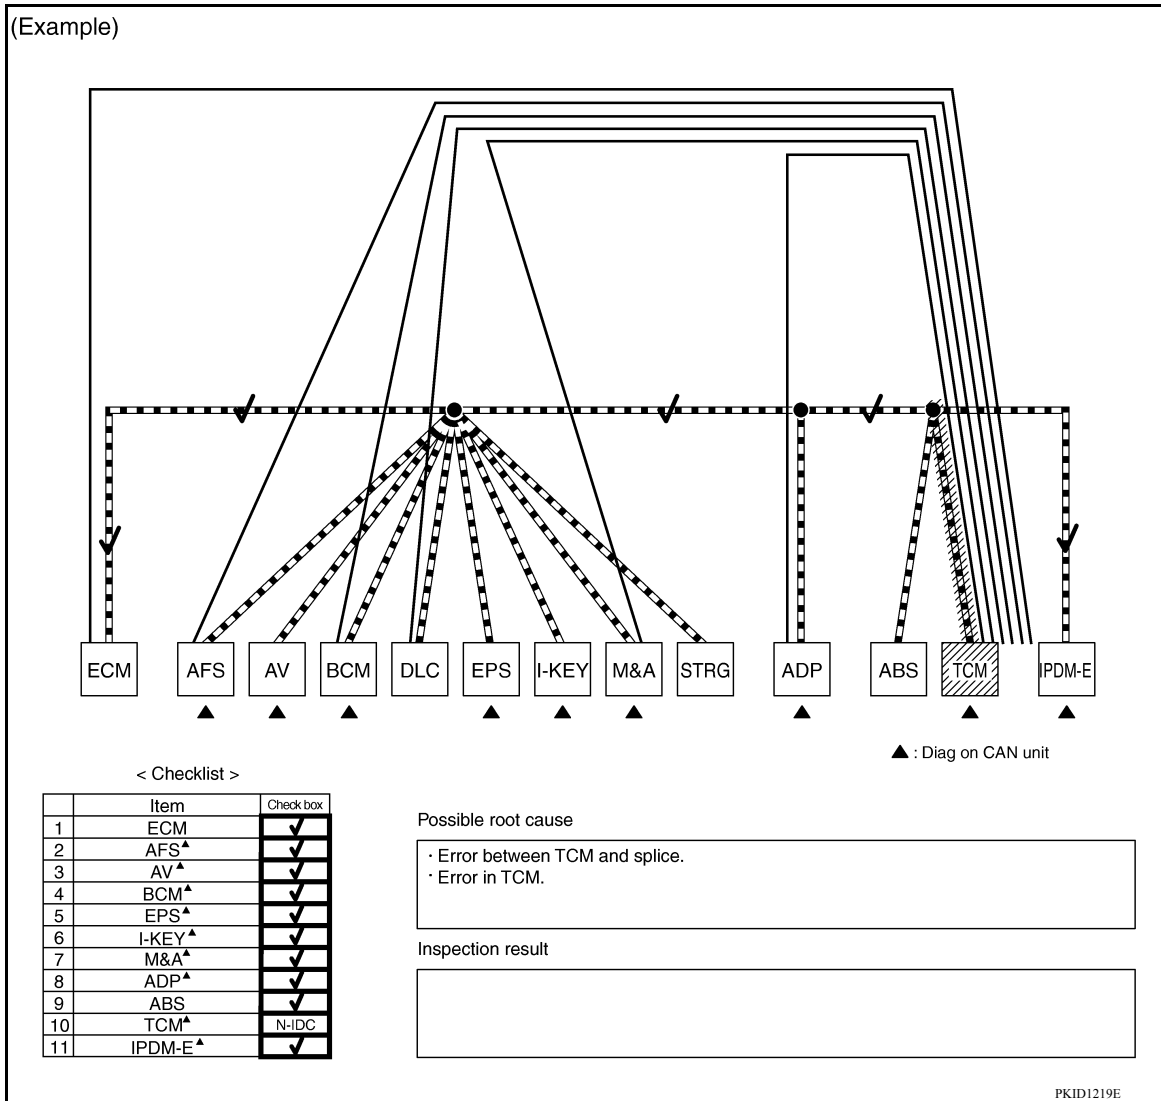 (Example)
ECM AFS AV BCM DLC EPS I-KEY M&A STRG ADP ABS TCM IPDM-E
▲ : Diag on CAN unit
< Checklist >
Item Check box
1 ECM ✓
2 AFS▲ ✓
3 AV▲ ✓
4 BCM▲ ✓
5 EPS▲ ✓
6 I-KEY▲ ✓
7 M&A▲ ✓
8 ADP▲ ✓
9 ABS ✓
10 TCM▲ N-IDC
11 IPDM-E▲ ✓
Possible root cause
· Error between TCM and splice.
· Error in TCM.
Inspection result
PKID1219E